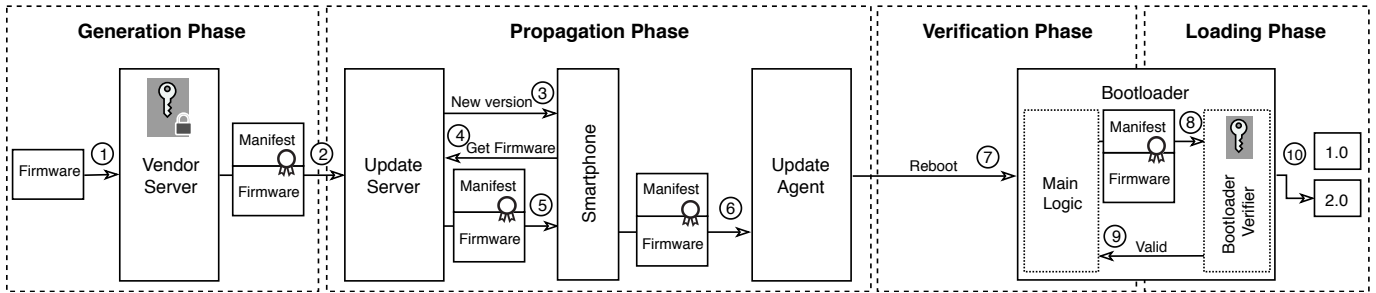 Generation Phase
Propagation Phase
Verification Phase
Loading Phase
Firmware
1
Vendor
Server
Manifest
Firmware
2
Update
Server
New version
3
4
Get Firmware
Manifest
Firmware
5
Smartphone
Manifest
Firmware
6
Update
Agent
Reboot
7
Bootloader
Main
Logic
Manifest
Firmware
8
9
Valid
Bootloader
Verifier
10
1.0
2.0